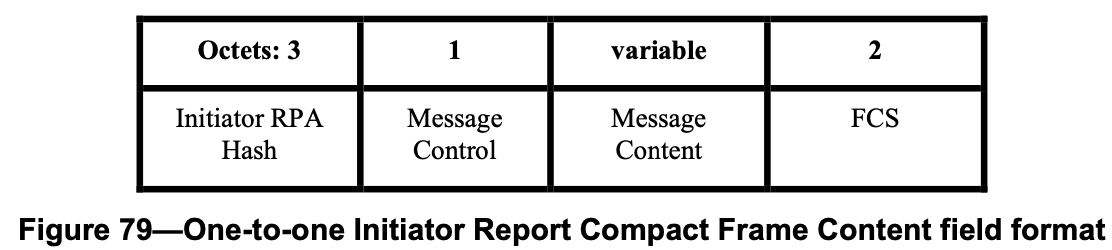 Octets: 3 1 variable 2
Initiator RPA Hash Message Control Message Content FCS
Figure 79—One-to-one Initiator Report Compact Frame Content field format